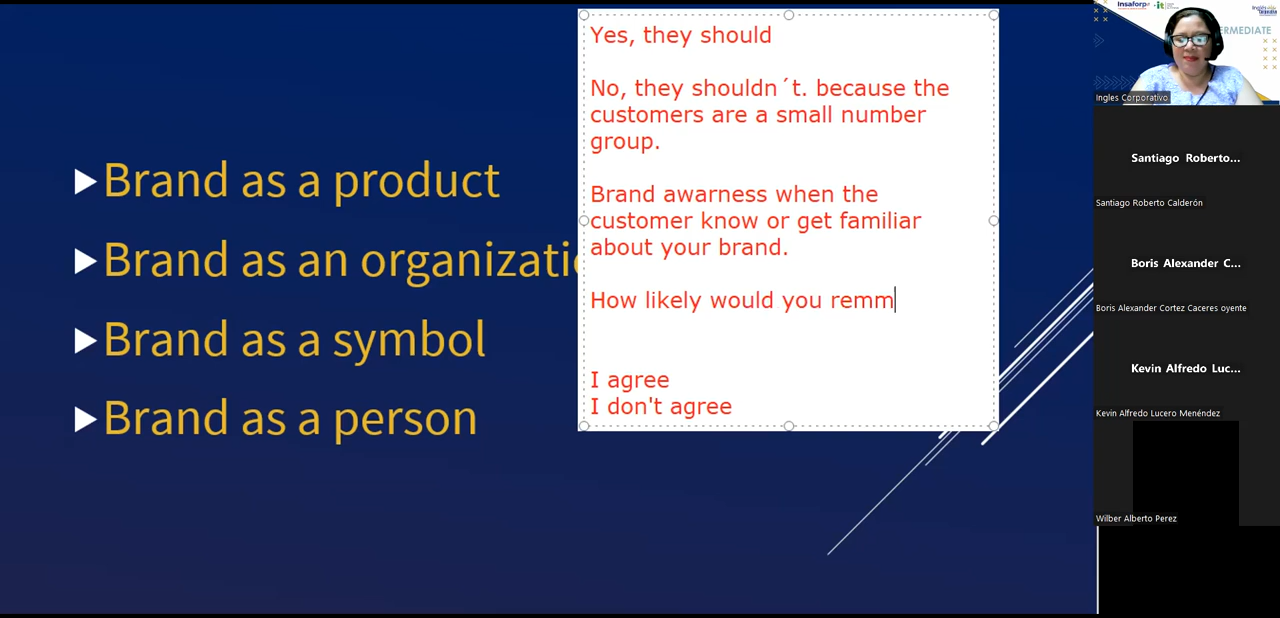 Brand as a product
Brand as an organizatio
Brand as a symbol
Brand as a person
Yes, they should
No, they shouldn´t. because the
customers are a small number
group.
Brand awarness when the
customer know or get familiar
about your brand.
How likely would you remm
I agree
I don't agree
Insaforp
ERMEDIATE
Ingles Corporativo
Santiago Roberto...
Santiago Roberto Calderón
Boris Alexander C...
Boris Alexander Cortez Caceres oyente
Kevin Alfredo Luc...
Kevin Alfredo Lucero Menéndez
Wilber Alberto Perez